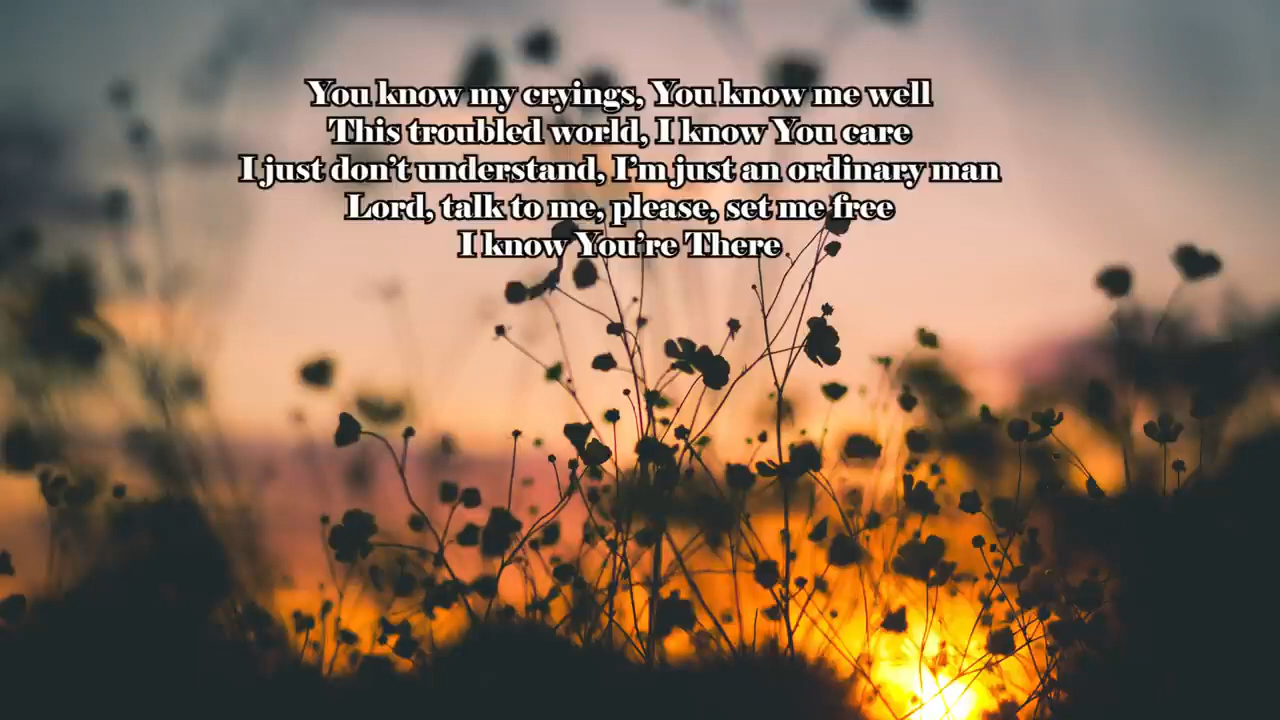 You know my cryings, You know me well
This troubled world, I know You care
I just don't understand, I'm just an ordinary man
Lord, talk to me, please, set me free
I know You're There